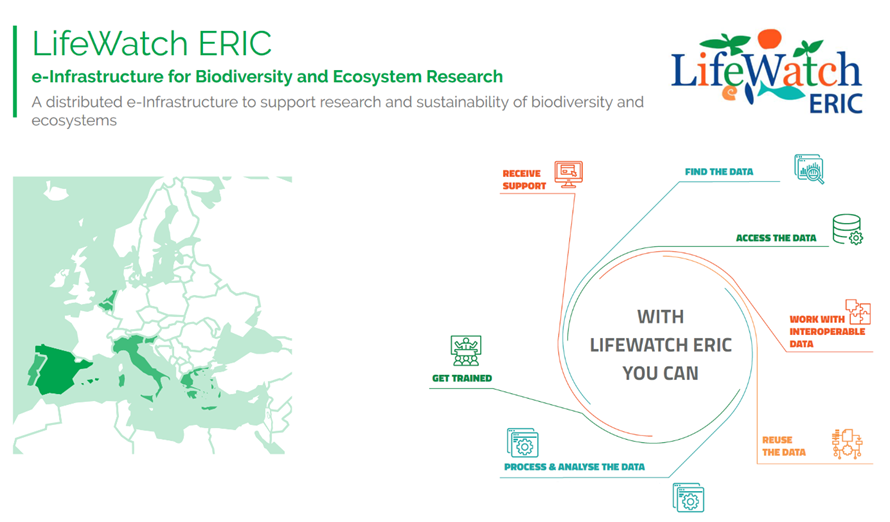 LifeWatch ERIC
e-Infrastructure for Biodiversity and Ecosystem Research
A distributed e-Infrastructure to support research and sustainability of biodiversity and
ecosystems
LifeWatch
ERIC
RECEIVE
SUPPORT
FIND THE DATA
ACCESS THE DATA
WORK WITH
INTEROPERABLE
DATA
WITH
LIFEWATCH ERIC
YOU CAN
GET TRAINED
REUSE
THE DATA
PROCESS & ANALYSE THE DATA